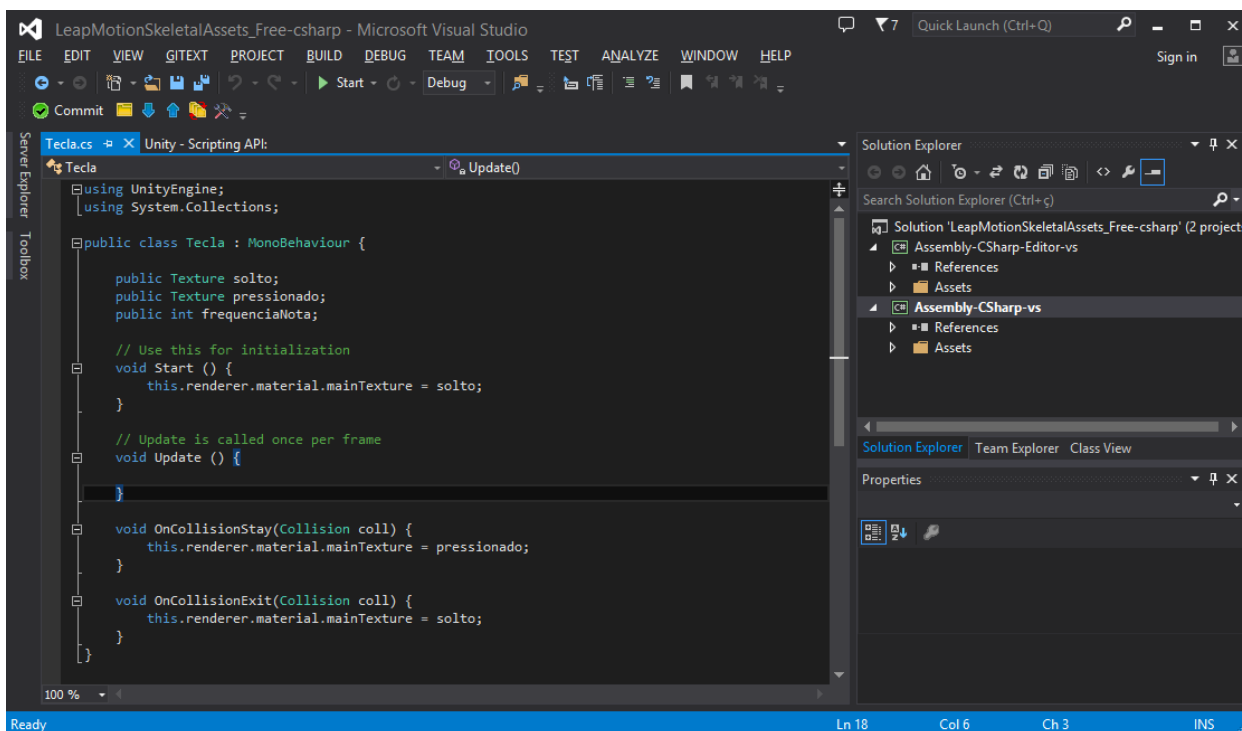 LeapMotionSkeletalAssets_Free-csharp - Microsoft Visual Studio
7
Quick Launch (Ctrl+Q)
FILE EDIT VIEW GITEXT PROJECT BUILD DEBUG TEAM TOOLS TEST ANALYZE WINDOW HELP
Sign in
Start
Debug
Commit
Server Explorer
Toolbox
Tecla.cs
Unity - Scripting API:
Tecla
Update()
using UnityEngine;
using System.Collections;
public class Tecla : MonoBehaviour {
public Texture solto;
public Texture pressionado;
public int frequenciaNota;
// Use this for initialization
void Start () {
this.renderer.material.mainTexture = solto;
}
// Update is called once per frame
void Update () {
}
void OnCollisionStay(Collision coll) {
this.renderer.material.mainTexture = pressionado;
}
void OnCollisionExit(Collision coll) {
this.renderer.material.mainTexture = solto;
}
}
100 %
Solution Explorer
Search Solution Explorer (Ctrl+ç)
Solution 'LeapMotionSkeletalAssets_Free-csharp' (2 project
C# Assembly-CSharp-Editor-vs
References
Assets
C# Assembly-CSharp-vs
References
Assets
Solution Explorer Team Explorer Class View
Properties
Ready
Ln 18 Col 6 Ch 3 INS